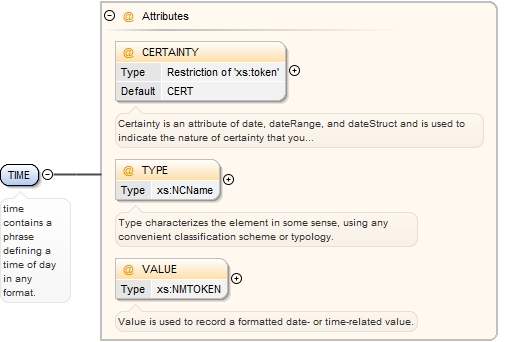 @ Attributes
@ CERTAINTY
Type Restriction of 'xs:token'
Default CERT
Certainty is an attribute of date, dateRange, and dateStruct and is used to
indicate the nature of certainty that you...
TIME
@ TYPE
Type xs:NCName
time
contains a
phrase
defining a
time of day
in any
format.
Type characterizes the element in some sense, using any
convenient classification scheme or typology.
@ VALUE
Type xs:NMTOKEN
Value is used to record a formatted date- or time-related value.